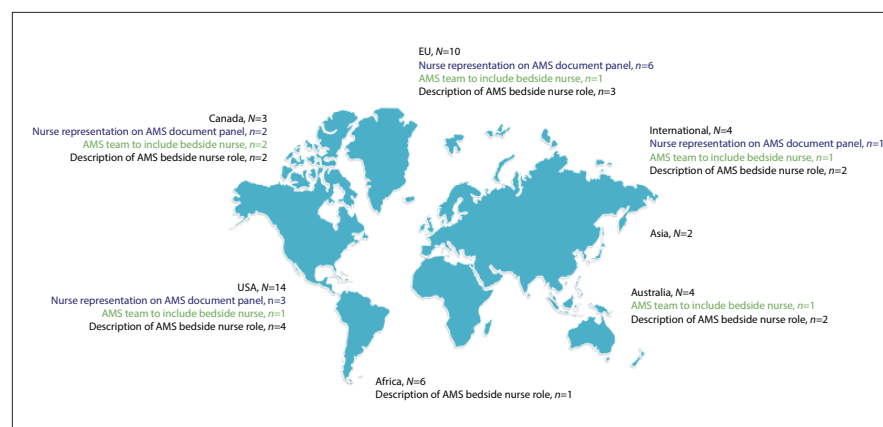 EU, N=10
Nurse representation on AMS document panel, n=6
AMS team to include bedside nurse, n=1
Description of AMS bedside nurse role, n=3
Canada, N=3
Nurse representation on AMS document panel, n=2
AMS team to include bedside nurse, n=2
Description of AMS bedside nurse role, n=2
International, N=4
Nurse representation on AMS document panel, n=1
AMS team to include bedside nurse, n=1
Description of AMS bedside nurse role, n=2
Asia, N=2
USA, N=14
Nurse representation on AMS document panel, n=3
AMS team to include bedside nurse, n=1
Description of AMS bedside nurse role, n=4
Australia, N=4
AMS team to include bedside nurse, n=1
Description of AMS bedside nurse role, n=2
Africa, N=6
Description of AMS bedside nurse role, n=1